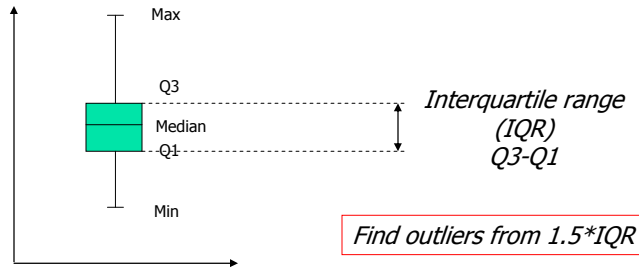 Max
Q3
Median
Q1
Min
Interquartile range
(IQR)
Q3-Q1
Find outliers from 1.5*IQR